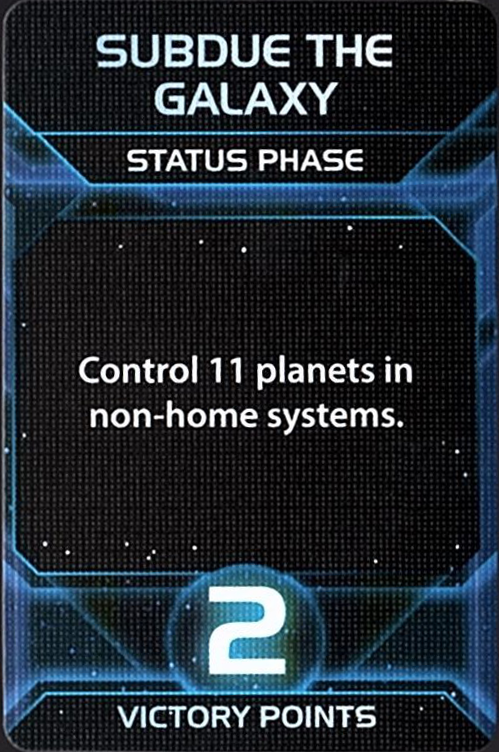 SUBDUE THE
GALAXY
STATUS PHASE
Control 11 planets in
non-home systems.
2
VICTORY POINTS